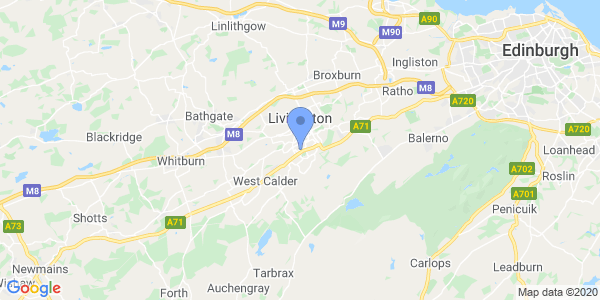 A90
M9
Linlithgow
M90
Edinburgh
Ingliston
Broxburn
Ratho
M8
A720
Bathgate
Livingston
A71
M8
Blackridge
Balerno
A720
Whitburn
Loanhead
A702
Roslin
West Calder
M8
A701
Shotts
A71
Penicuik
A73
Newmains
Carlops
Leadburn
Tarbrax
Auchengray
Forth
Google
Map data ©2020